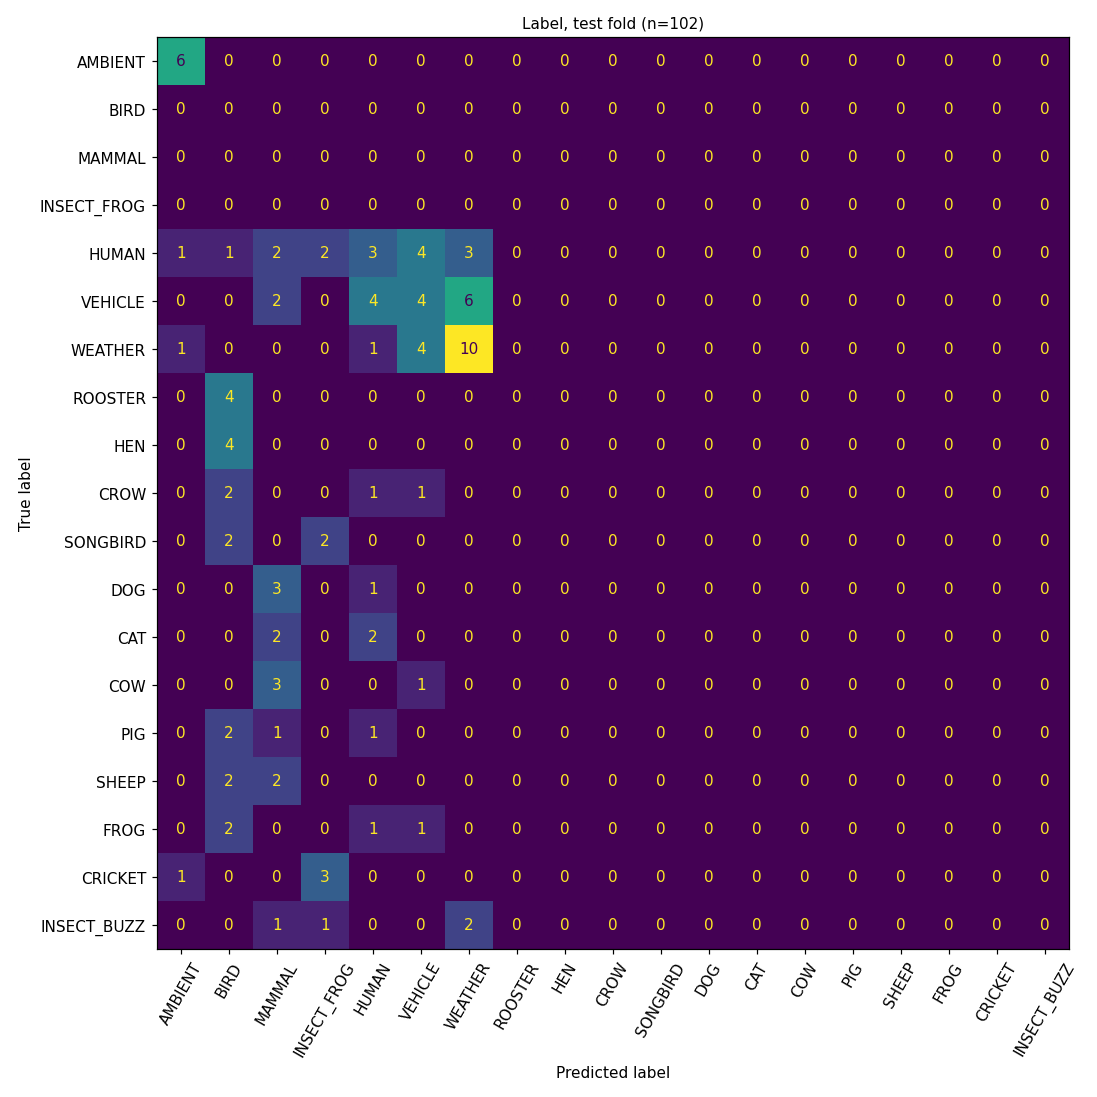 Label, test fold (n=102)
True label
AMBIENT 6 0 0 0 0 0 0 0 0 0 0 0 0 0 0 0 0 0 0
BIRD 0 0 0 0 0 0 0 0 0 0 0 0 0 0 0 0 0 0 0
MAMMAL 0 0 0 0 0 0 0 0 0 0 0 0 0 0 0 0 0 0 0
INSECT_FROG 0 0 0 0 0 0 0 0 0 0 0 0 0 0 0 0 0 0 0
HUMAN 1 1 2 2 3 4 3 0 0 0 0 0 0 0 0 0 0 0 0
VEHICLE 0 0 2 0 4 4 6 0 0 0 0 0 0 0 0 0 0 0 0
WEATHER 1 0 0 0 1 4 10 0 0 0 0 0 0 0 0 0 0 0 0
ROOSTER 0 4 0 0 0 0 0 0 0 0 0 0 0 0 0 0 0 0 0
HEN 0 4 0 0 0 0 0 0 0 0 0 0 0 0 0 0 0 0 0
CROW 0 2 0 0 1 1 0 0 0 0 0 0 0 0 0 0 0 0 0
SONGBIRD 0 2 0 2 0 0 0 0 0 0 0 0 0 0 0 0 0 0 0
DOG 0 0 3 0 1 0 0 0 0 0 0 0 0 0 0 0 0 0 0
CAT 0 0 2 0 2 0 0 0 0 0 0 0 0 0 0 0 0 0 0
COW 0 0 3 0 0 1 0 0 0 0 0 0 0 0 0 0 0 0 0
PIG 0 2 1 0 1 0 0 0 0 0 0 0 0 0 0 0 0 0 0
SHEEP 0 2 2 0 0 0 0 0 0 0 0 0 0 0 0 0 0 0 0
FROG 0 2 0 0 1 1 0 0 0 0 0 0 0 0 0 0 0 0 0
CRICKET 1 0 0 3 0 0 0 0 0 0 0 0 0 0 0 0 0 0 0
INSECT_BUZZ 0 0 1 1 0 0 2 0 0 0 0 0 0 0 0 0 0 0 0
AMBIENT BIRD MAMMAL INSECT_FROG HUMAN VEHICLE WEATHER ROOSTER HEN CROW SONGBIRD DOG CAT COW PIG SHEEP FROG CRICKET INSECT_BUZZ
Predicted label